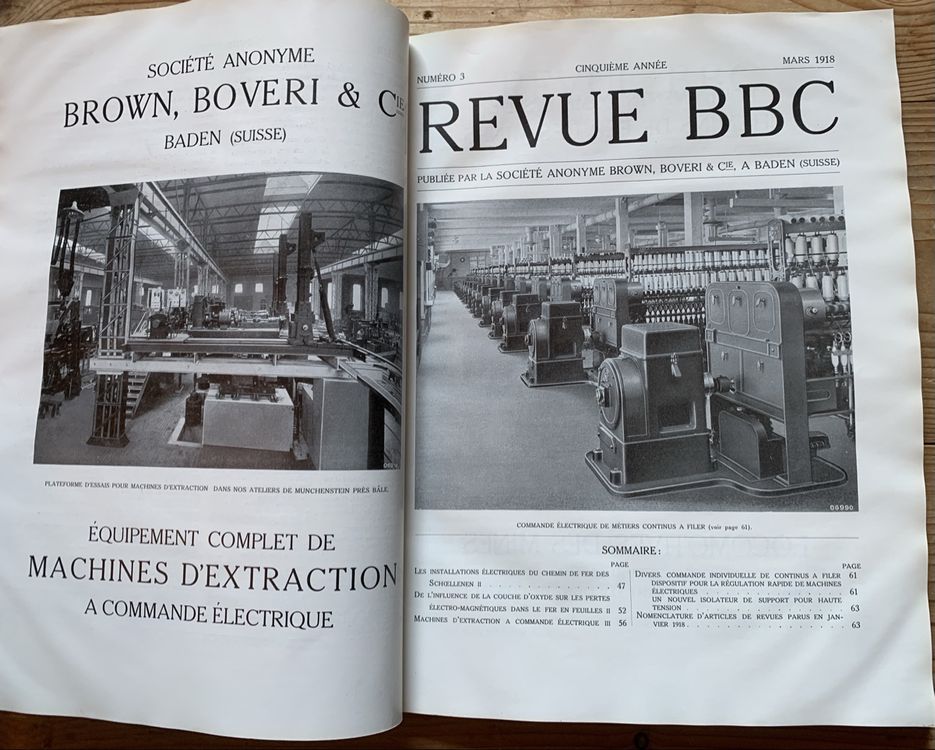 SOCIÉTÉ ANONYME
BROWN, BOVERI & CIE
BADEN (SUISSE)
PLATEFORME D'ESSAIS POUR MACHINES D'EXTRACTION DANS NOS ATELIERS DE MUNCHENSTEIN PRÈS BÂLE.
ÉQUIPEMENT COMPLET DE
MACHINES D'EXTRACTION
A COMMANDE ÉLECTRIQUE
NUMÉRO 3 CINQUIÈME ANNÉE MARS 1918
REVUE BBC
PUBLIÉE PAR LA SOCIÉTÉ ANONYME BROWN, BOVERI & CIE, A BADEN (SUISSE)
06990
COMMANDE ÉLECTRIQUE DE MÉTIERS CONTINUS A FILER (voir page 61).
SOMMAIRE:
PAGE
LES INSTALLATIONS ÉLECTRIQUES DU CHEMIN DE FER DES
SCHŒLLENEN II . . . 47
DE L'INFLUENCE DE LA COUCHE D'OXYDE SUR LES PERTES
ÉLECTRO-MAGNÉTIQUES DANS LE FER EN FEUILLES II 52
MACHINES D'EXTRACTION A COMMANDE ÉLECTRIQUE III 56
PAGE
DIVERS. COMMANDE INDIVIDUELLE DE CONTINUS A FILER 61
DISPOSITIF POUR LA RÉGULATION RAPIDE DE MACHINES
ÉLECTRIQUES . . . 61
UN NOUVEL ISOLATEUR DE SUPPORT POUR HAUTE
TENSION . . . 63
NOMENCLATURE D'ARTICLES DE REVUES PARUS EN JAN-
VIER 1918 . . . 63